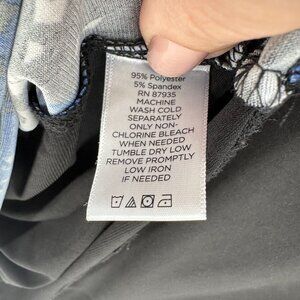 95% Polyester
5% Spandex
RN 87935
MACHINE
WASH COLD
SEPARATELY
ONLY NON-
CHLORINE BLEACH
WHEN NEEDED
TUMBLE DRY LOW
REMOVE PROMPTLY
LOW IRON
IF NEEDED